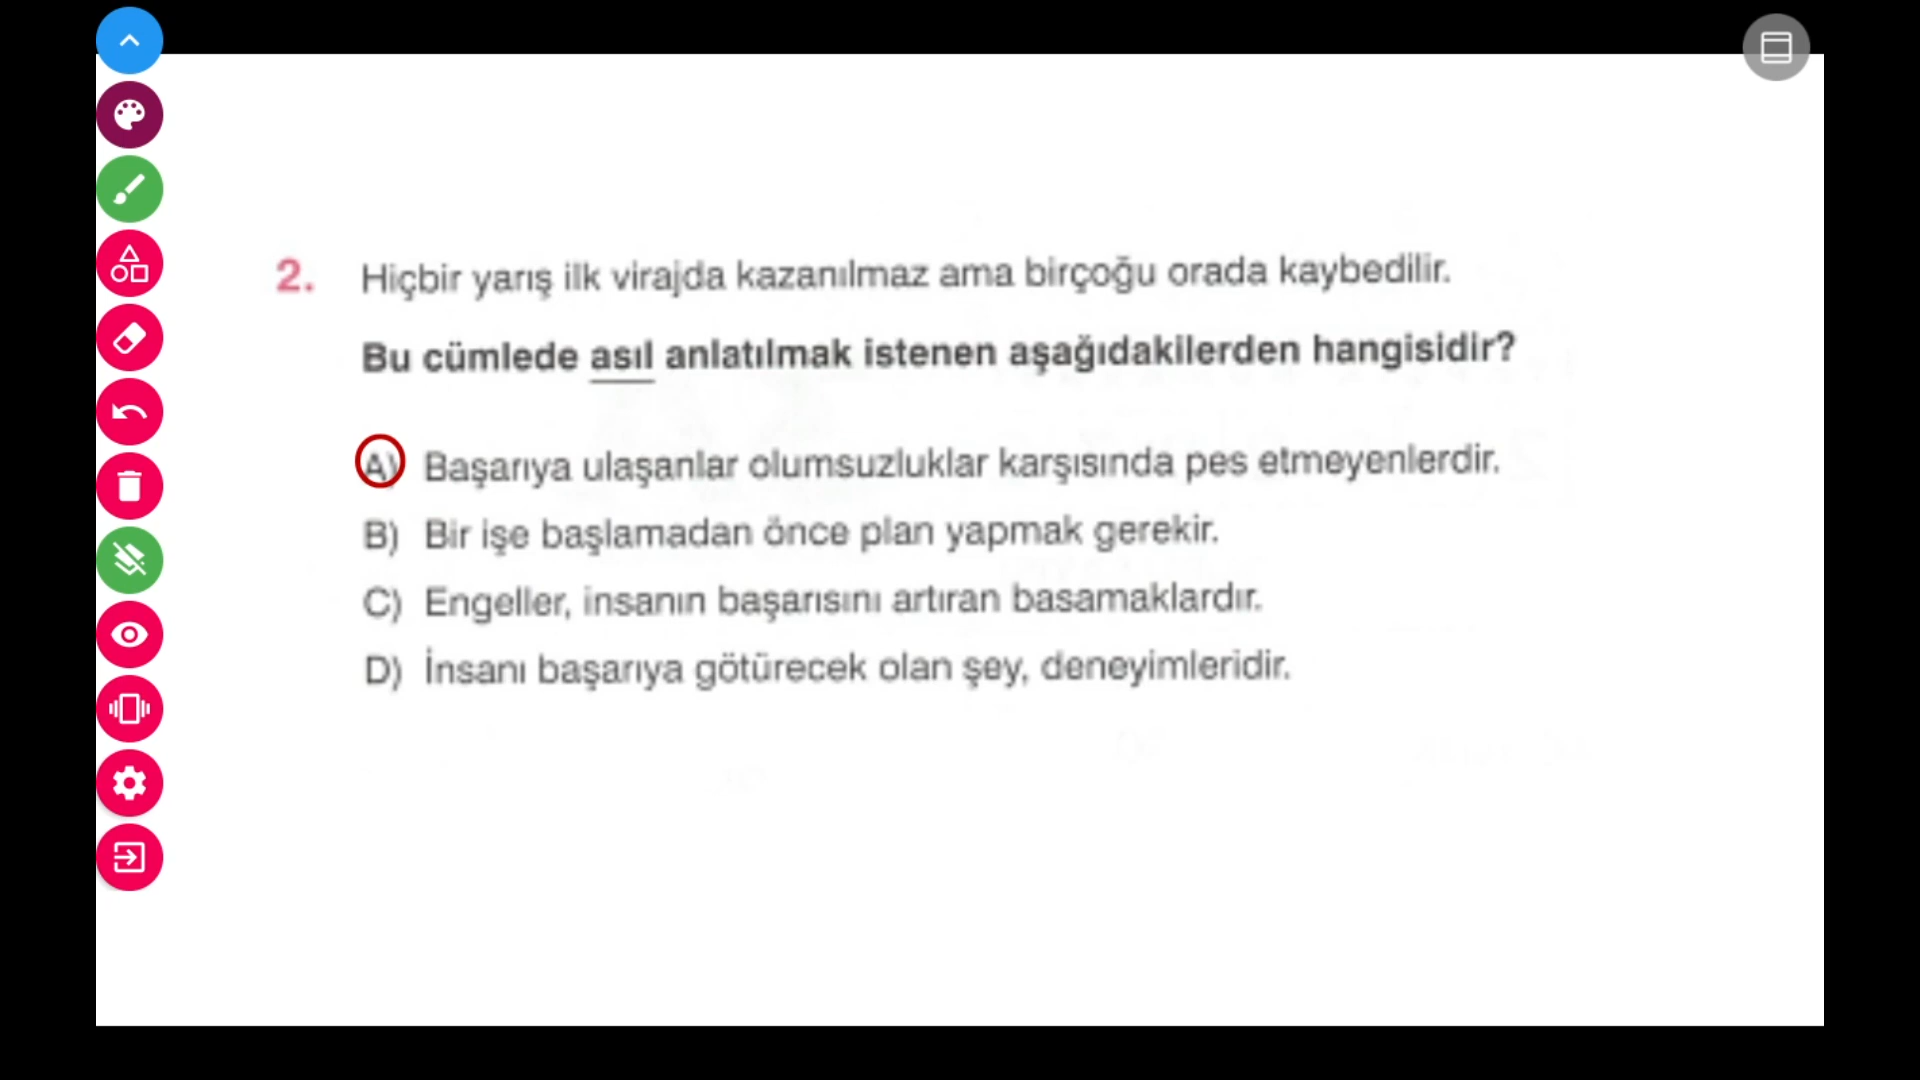 2. Hiçbir yarış ilk virajda kazanılmaz ama birçoğu orada kaybedilir.
Bu cümlede asıl anlatılmak istenen aşağıdakilerden hangisidir?
A) Başarıya ulaşanlar olumsuzluklar karşısında pes etmeyenlerdir.
B) Bir işe başlamadan önce plan yapmak gerekir.
C) Engeller, insanın başarısını artıran basamaklardır.
D) İnsanı başarıya götürecek olan şey, deneyimleridir.